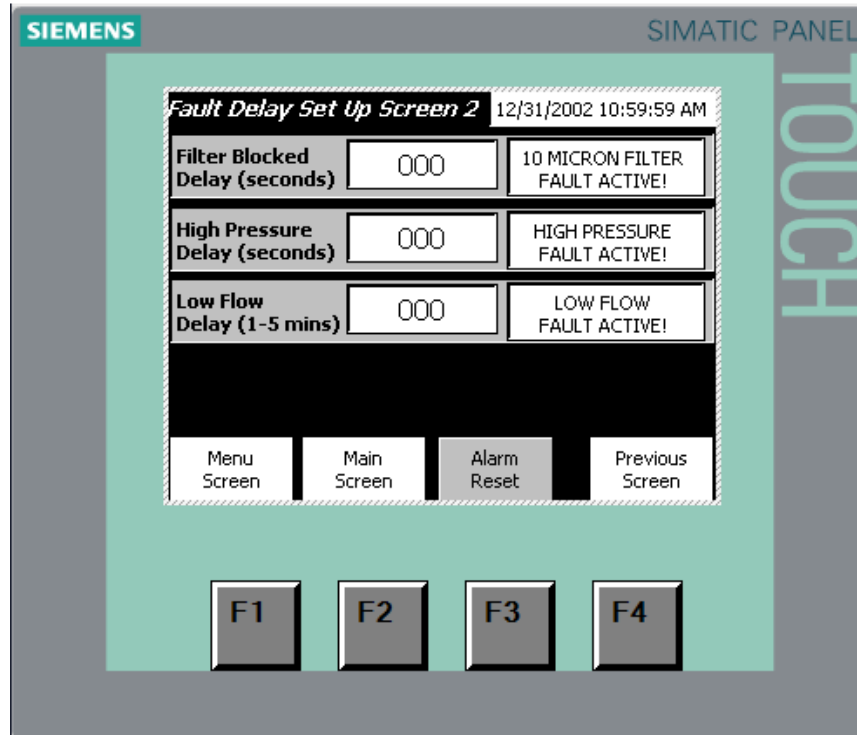 SIEMENS
SIMATIC PANEL
TOUCH
Fault Delay Set Up Screen 2
12/31/2002 10:59:59 AM
Filter Blocked
Delay (seconds)
000
10 MICRON FILTER
FAULT ACTIVE!
High Pressure
Delay (seconds)
000
HIGH PRESSURE
FAULT ACTIVE!
Low Flow
Delay (1-5 mins)
000
LOW FLOW
FAULT ACTIVE!
Menu
Screen
Main
Screen
Alarm
Reset
Previous
Screen
F1
F2
F3
F4